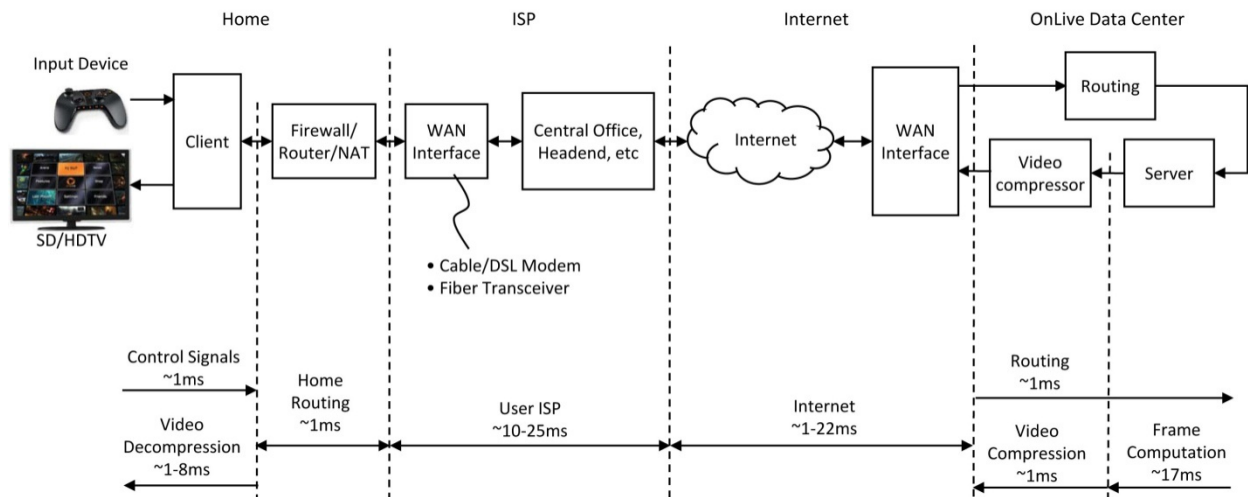 Home
ISP
Internet
OnLive Data Center
Input Device
SD/HDTV
Client
Firewall/
Router/NAT
WAN
Interface
Central Office,
Headend, etc
• Cable/DSL Modem
• Fiber Transceiver
Internet
WAN
Interface
Routing
Video
compressor
Server
Control Signals
~1ms
Video
Decompression
~1-8ms
Home
Routing
~1ms
User ISP
~10-25ms
Internet
~1-22ms
Routing
~1ms
Video
Compression
~1ms
Frame
Computation
~17ms